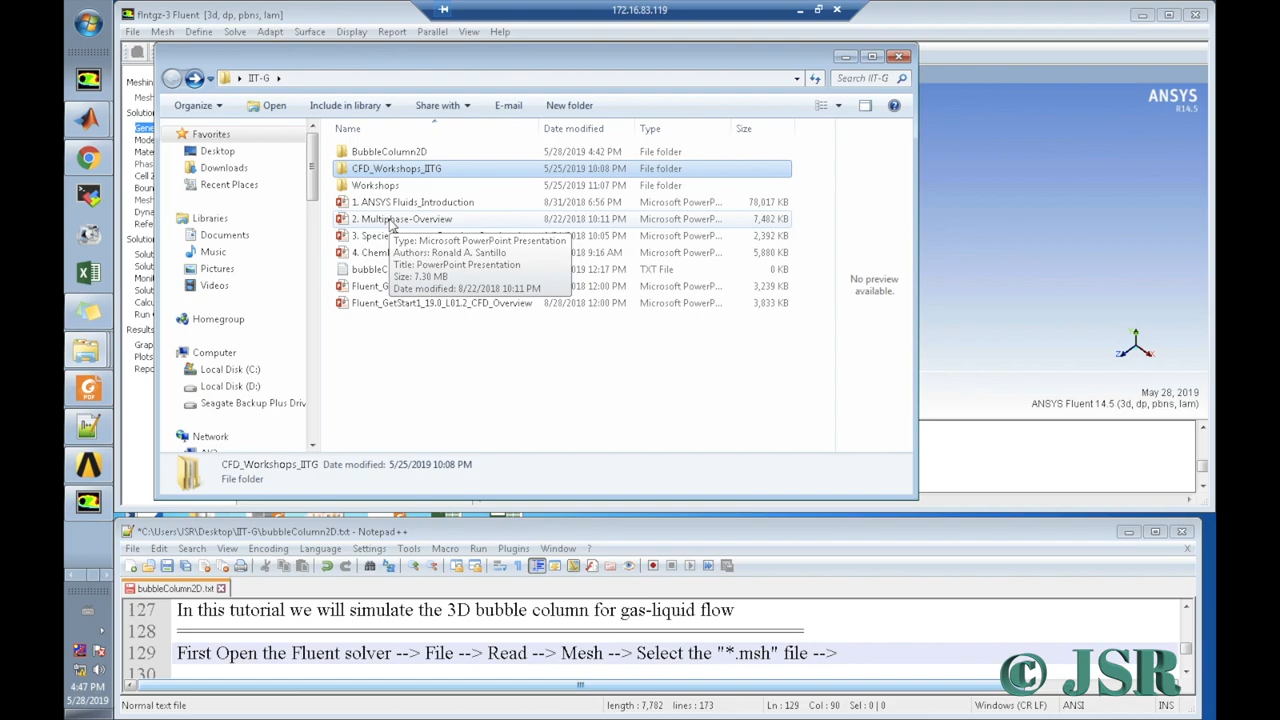 flntgz-3 Fluent [3d, dp, pbns, lam]
172.16.83.119
File Mesh Define Solve Adapt Surface Display Report Parallel View Help
IIT-G
Search IIT-G
Organize Open Include in library Share with E-mail New folder
Name Date modified Type Size
Favorites
Desktop
Downloads
Recent Places
Libraries
Documents
Music
Pictures
Videos
Homegroup
Computer
Local Disk (C:)
Local Disk (D:)
Seagate Backup Plus Driv
Network
BubbleColumn2D 5/28/2019 4:42 PM File folder
CFD_Workshops_IITG 5/25/2019 10:08 PM File folder
Workshops 5/25/2019 11:07 PM File folder
1. ANSYS Fluids_Introduction 8/31/2018 6:56 PM Microsoft PowerP... 78,017 KB
2. Multiphase-Overview 8/22/2018 10:11 PM Microsoft PowerP... 7,482 KB
3. Specie 10:05 PM Microsoft PowerP... 2,392 KB
4. Chem 9:16 AM Microsoft PowerP... 5,880 KB
bubbleC 12:17 PM TXT File 0 KB
Fluent_G 12:00 PM Microsoft PowerP... 3,239 KB
Fluent_GetStart1_19.0_L01.2_CFD_Overview 8/28/2018 12:00 PM Microsoft PowerP... 3,833 KB
Type: Microsoft PowerPoint Presentation
Authors: Ronald A. Santillo
Title: PowerPoint Presentation
Size: 7.30 MB
Date modified: 8/22/2018 10:11 PM
No preview
available.
CFD_Workshops_IITG Date modified: 5/25/2019 10:08 PM
File folder
ANSYS
R14.5
May 28, 2019
ANSYS Fluent 14.5 (3d, dp, pbns, lam)
*C:\Users\JSR\Desktop\IIT-G\bubbleColumn2D.txt - Notepad++
File Edit Search View Encoding Language Settings Tools Macro Run Plugins Window ?
bubbleColumn2D.txt
127 In this tutorial we will simulate the 3D bubble column for gas-liquid flow
128
129 First Open the Fluent solver --> File --> Read --> Mesh --> Select the "*.msh" file -->
130
Normal text file length : 7,782 lines : 173 Ln : 129 Col : 90 Sel : 0 | 0 Windows (CR LF) ANSI INS
4:47 PM
5/28/2019
© JSR